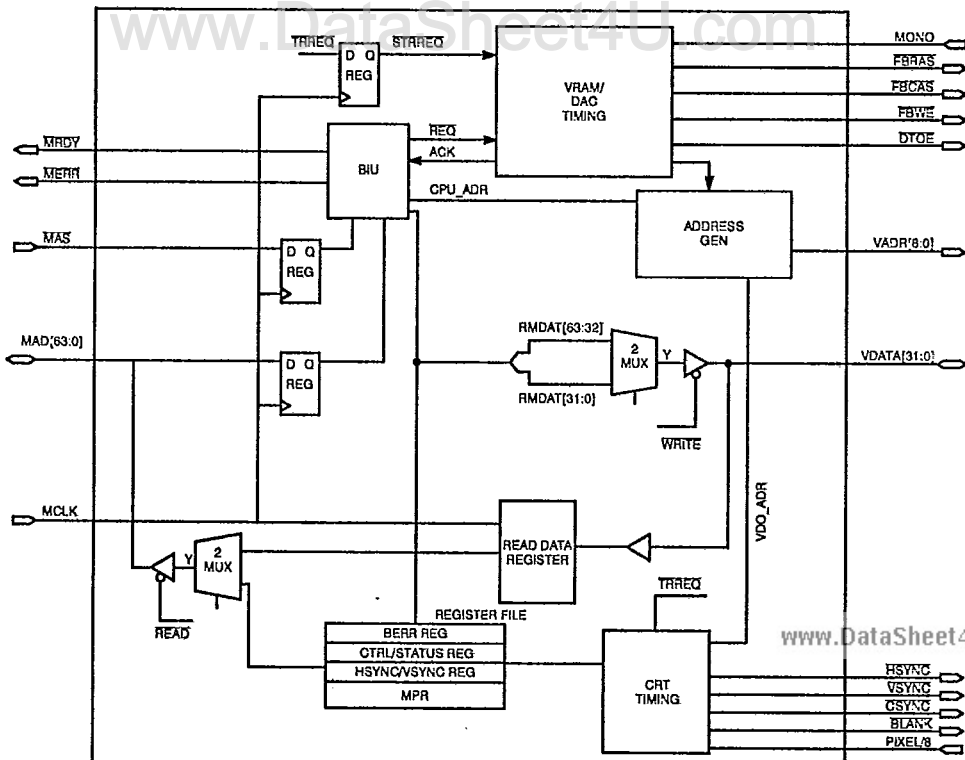 www.DataSheet4U.com
TRREQ
STRREQ
D Q
REG
VRAM/
DAC
TIMING
MONO
FBRAS
FBCAS
FBWE
DTOE
MRDY
MERR
BIU
REQ
ACK
CPU_ADR
ADDRESS
GEN
VADR[8:0]
MAS
D Q
REG
MAD[63:0]
D Q
REG
RMDAT[63:32]
2
MUX
Y
RMDAT[31:0]
WRITE
VDATA[31:0]
MCLK
READ DATA
REGISTER
VDO_ADR
Y
2
MUX
READ
REGISTER FILE
BERR REG
CTRL/STATUS REG
HSYNC/VSYNC REG
MPR
TRREQ
CRT
TIMING
www.DataSheet4
HSYNC
VSYNC
CSYNC
BLANK
PIXEL/8